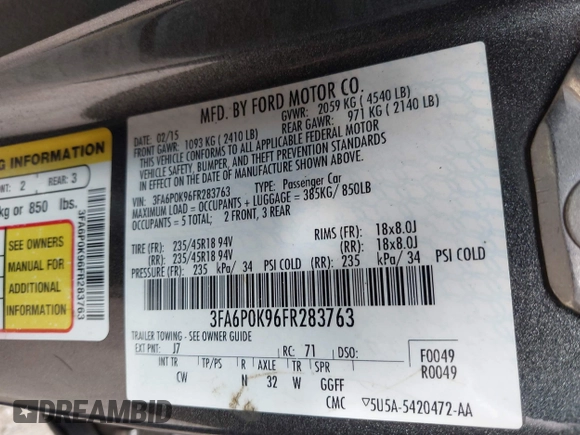 MFD. BY FORD MOTOR CO.
DATE: 02/15 GVWR: 2059 KG ( 4540 LB)
FRONT GAWR: 1093 KG ( 2410 LB) REAR GAWR: 971 KG ( 2140 LB)
THIS VEHICLE CONFORMS TO ALL APPLICABLE FEDERAL MOTOR
VEHICLE SAFETY, BUMPER, AND THEFT PREVENTION STANDARDS
IN EFFECT ON THE DATE OF MANUFACTURE SHOWN ABOVE.
VIN: 3FA6P0K96FR283763 TYPE: Passenger Car
MAXIMUM LOAD = OCCUPANTS + LUGGAGE = 385KG/ 850LB
OCCUPANTS = 5 TOTAL; 2 FRONT, 3 REAR
TIRE (FR): 235/45R18 94V RIMS (FR): 18x8.0J
(RR): 235/45R18 94V (RR): 18x8.0J
PRESSURE (FR): 235 kPa/ 34 PSI COLD (RR): 235 kPa/ 34 PSI COLD
3FA6P0K96FR283763
TRAILER TOWING - SEE OWNER GUIDE
EXT PNT: J7 RC: 71 DSO:
INT TR TP/PS R AXLE TR SPR
CW N 32 W GGFF
F0049
R0049
CMC ▽5U5A-5420472-AA
NG INFORMATION
NT: 2 REAR: 3
kg or 850 lbs.
SEE OWNERS
MANUAL FOR
ADDITIONAL
INFORMATION
3FA6P0K96FR283763
DREAMBID